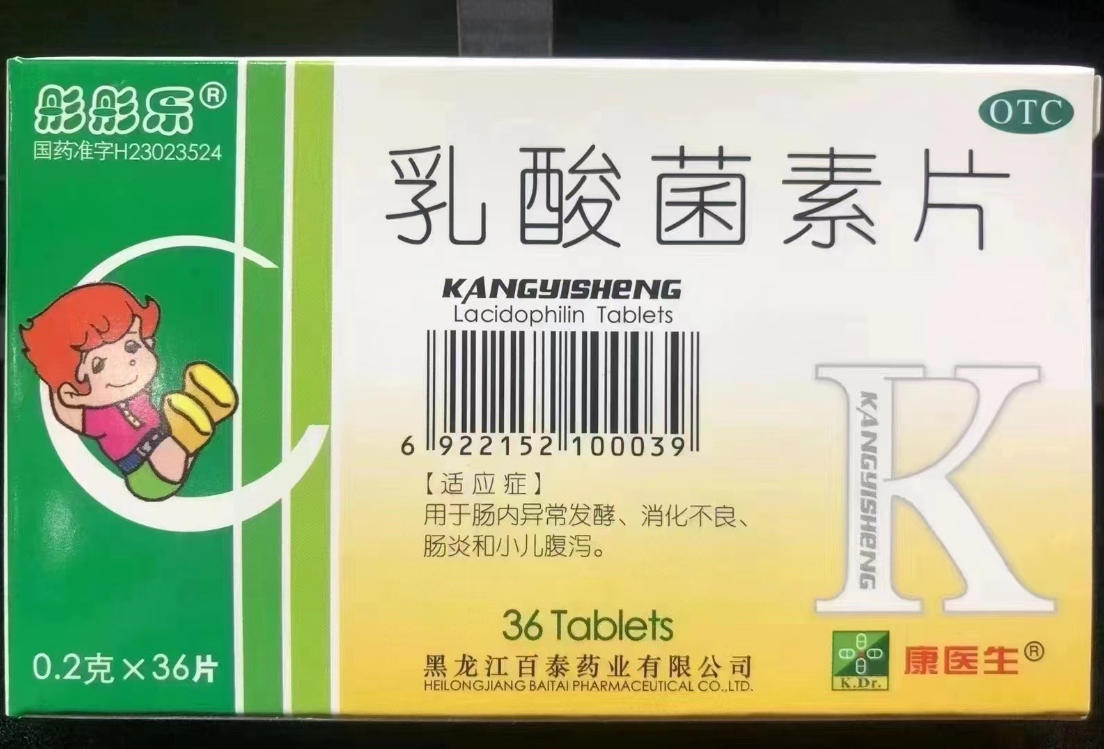 彤彤乐®
国药准字H23023524
OTC
乳酸菌素片
KANGYISHENG
Lacidophilin Tablets
6 922152 100039
【适应症】
用于肠内异常发酵、消化不良、
肠炎和小儿腹泻。
KANGYISHENG
K
36 Tablets
0.2克×36片
黑龙江百泰药业有限公司
HEILONGJIANG BAITAI PHARMACEUTICAL CO.,LTD.
K.Dr.
康医生®